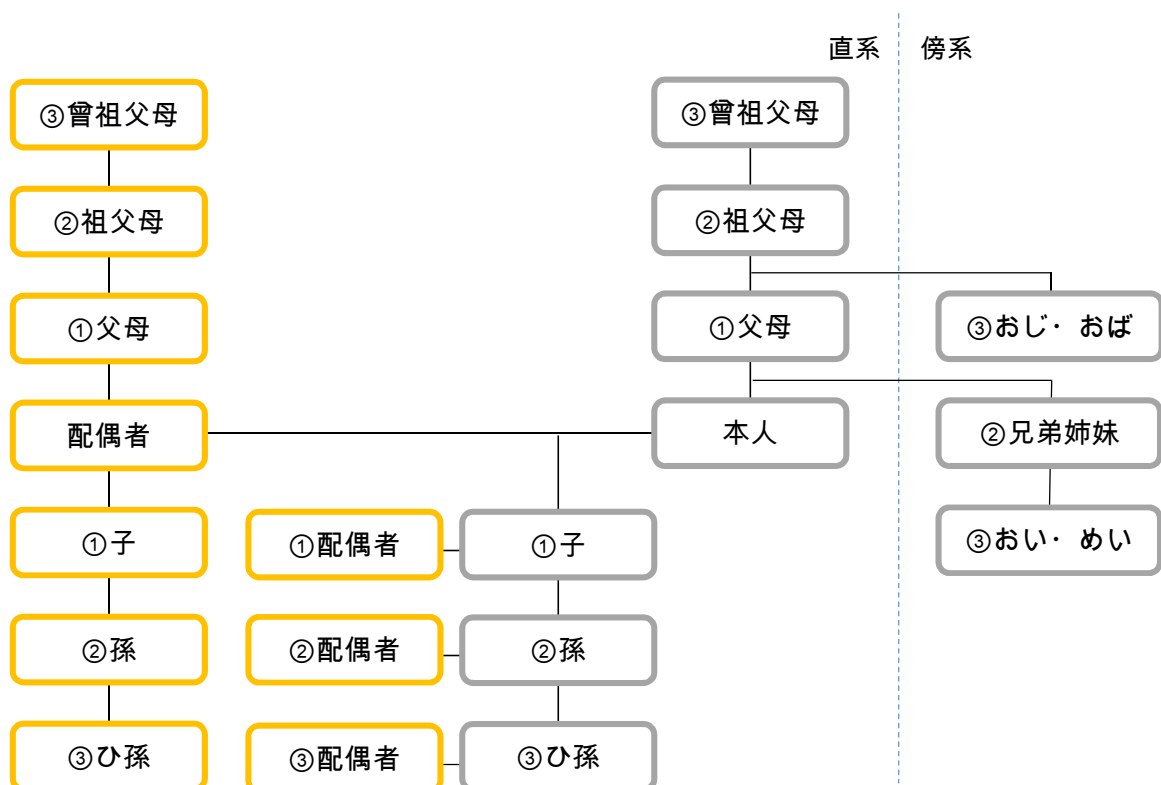 直系 傍系
③曾祖父母 ③曾祖父母
②祖父母 ②祖父母
①父母 ①父母 ③おじ・おば
配偶者 本人 ②兄弟姉妹
①子 ①配偶者 ①子 ③おい・めい
②孫 ②配偶者 ②孫
③ひ孫 ③配偶者 ③ひ孫